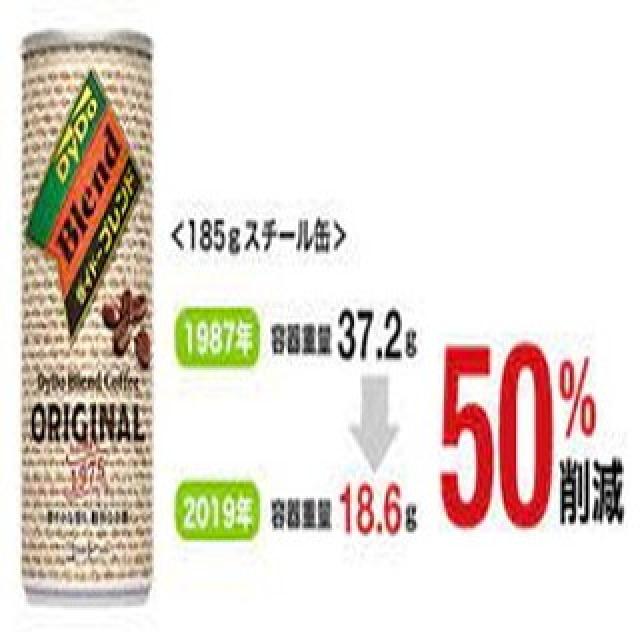 DyDo
Blend
ダイドーブレンド
DyDo Blend Coffee
ORIGINAL
1975
コーヒー
<185gスチール缶>
1987年 容器重量 37.2g
2019年 容器重量 18.6g
50%
削減